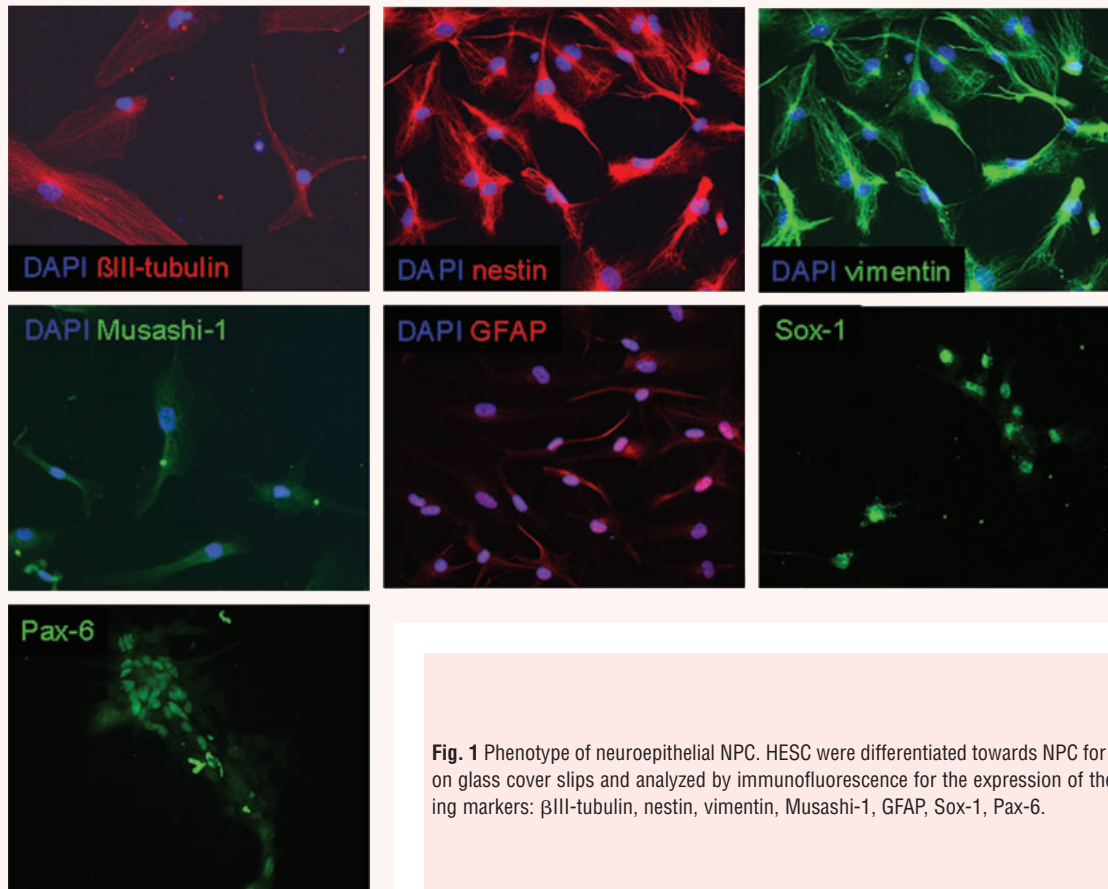 DAPI βIII-tubulin
DAPI nestin
DAPI vimentin
DAPI Musashi-1
DAPI GFAP
Sox-1
Pax-6
Fig. 1 Phenotype of neuroepithelial NPC. HESC were differentiated towards NPC for
on glass cover slips and analyzed by immunofluorescence for the expression of the
ing markers: βIII-tubulin, nestin, vimentin, Musashi-1, GFAP, Sox-1, Pax-6.